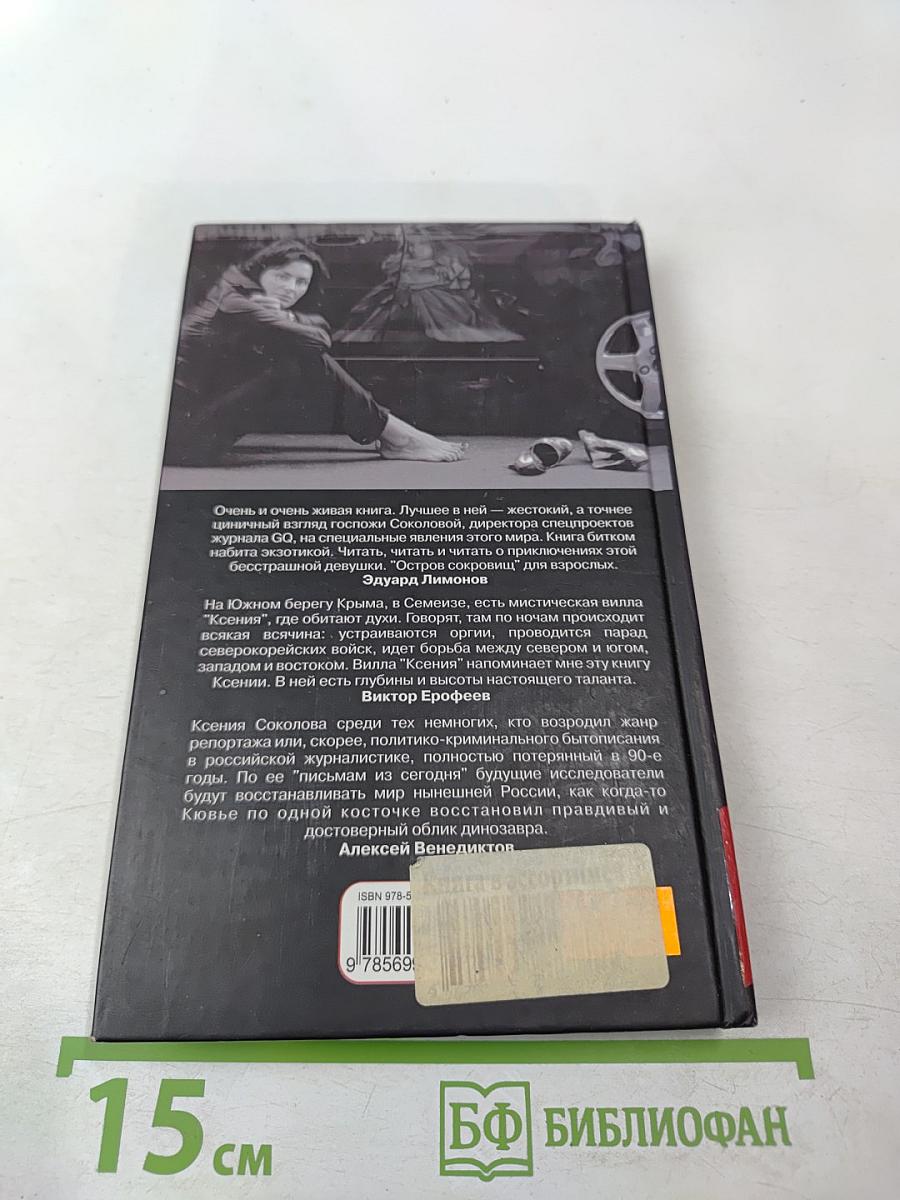 Очень и очень живая книга. Лучшее в ней — жестокий, а точнее
циничный взгляд госпожи Соколовой, директора спецпроектов
журнала GQ, на специальные явления этого мира. Книга битком
набита экзотикой. Читать, читать и читать о приключениях этой
бесстрашной девушки. "Остров сокровищ" для взрослых.
Эдуард Лимонов
На Южном берегу Крыма, в Семеизе, есть мистическая вилла
"Ксения", где обитают духи. Говорят, там по ночам происходит
всякая всячина: устраиваются оргии, проводится парад
северокорейских войск, идет борьба между севером и югом,
западом и востоком. Вилла "Ксения" напоминает мне эту книгу
Ксении. В ней есть глубины и высоты настоящего таланта.
Виктор Ерофеев
Ксения Соколова среди тех немногих, кто возродил жанр
репортажа или, скорее, политико-криминального бытописания
в российской журналистике, полностью потерянный в 90-е
годы. По ее "письмам из сегодня" будущие исследователи
будут восстанавливать мир нынешней России, как когда-то
Кювье по одной косточке восстановил правдивый и
достоверный облик динозавра.
Алексей Венедиктов
Книга в ассортименте
ISBN 978-5
9 785699
15 см
БФ БИБЛИОФАН